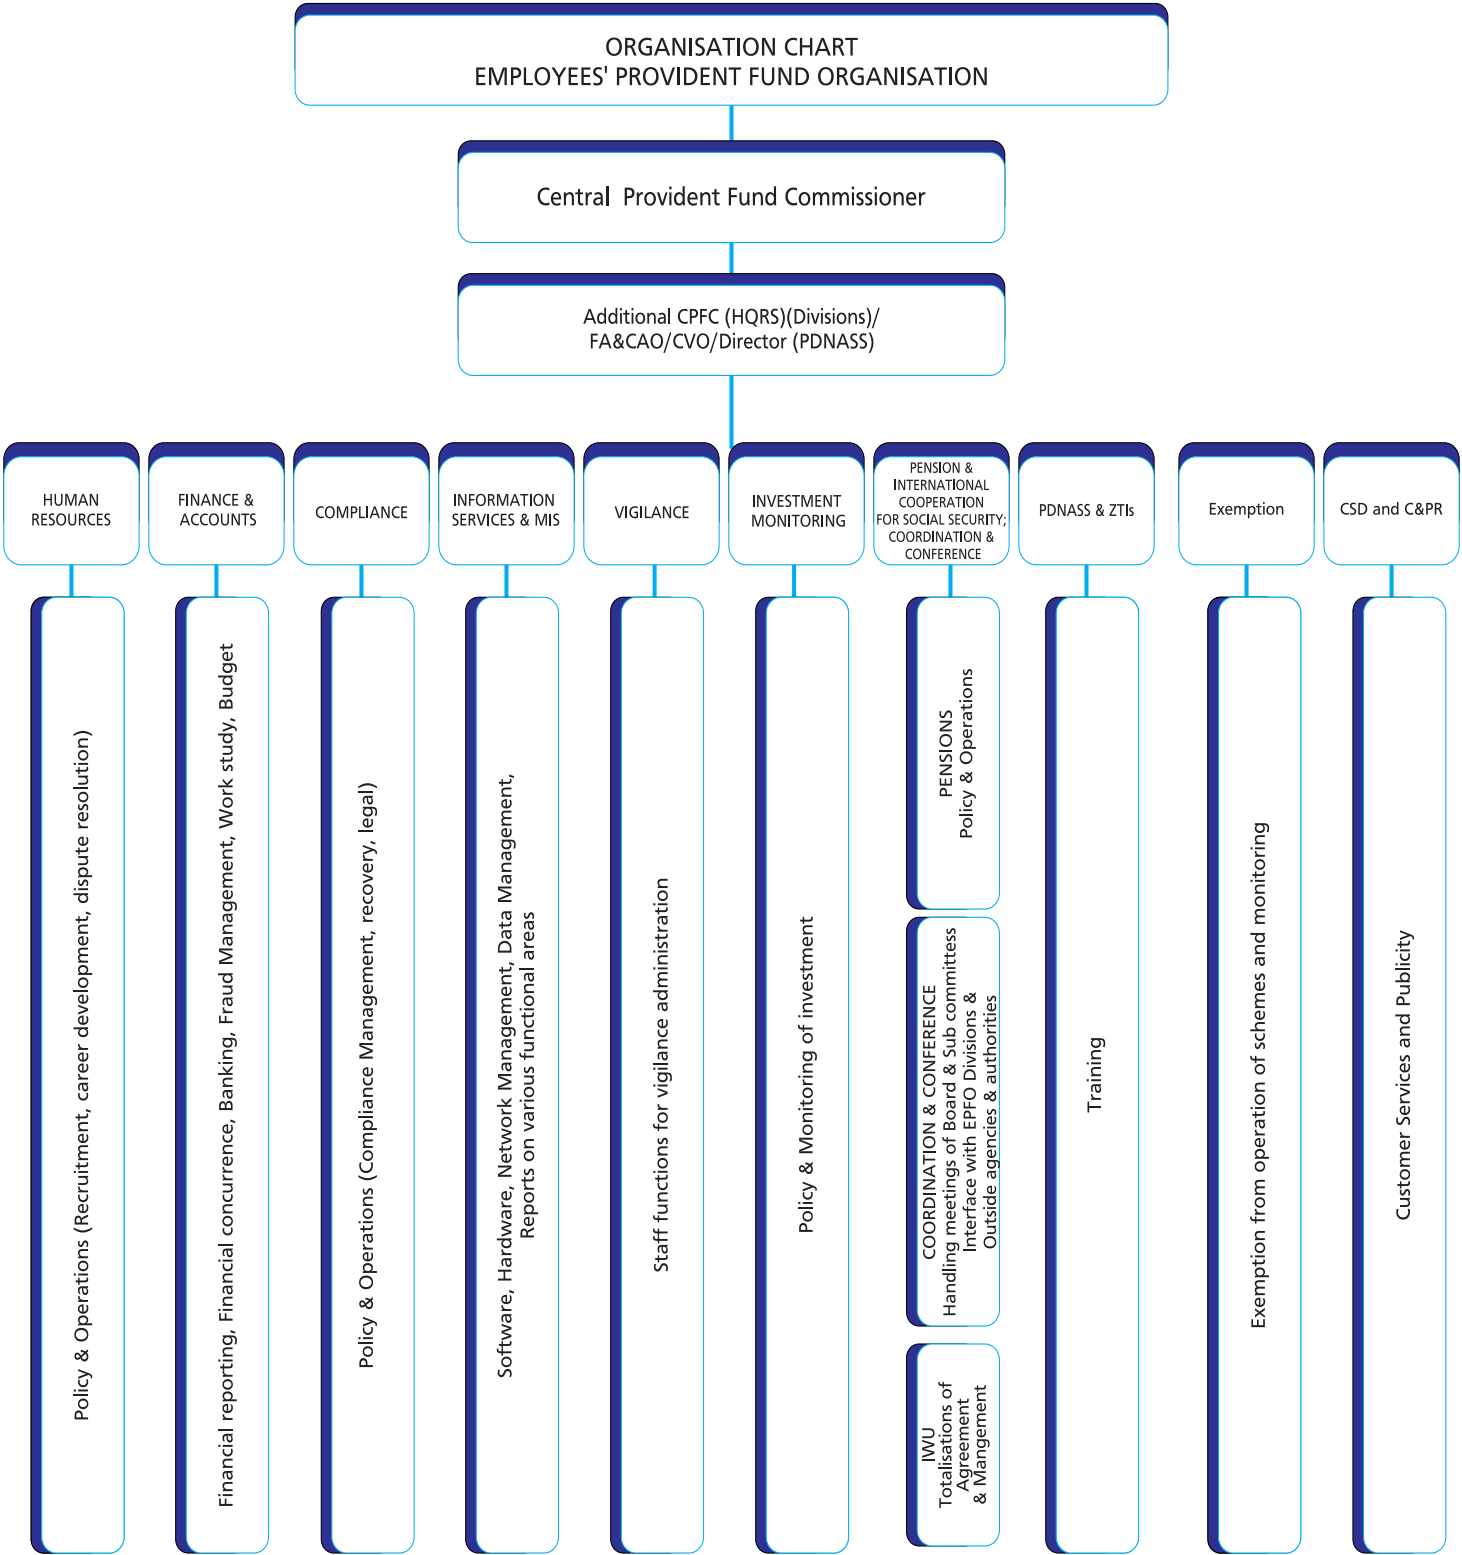 ORGANISATION CHART
EMPLOYEES' PROVIDENT FUND ORGANISATION
Central Provident Fund Commissioner
Additional CPFC (HQRS)(Divisions)/
FA&CAO/CVO/Director (PDNASS)
HUMAN
RESOURCES
FINANCE &
ACCOUNTS
COMPLIANCE
INFORMATION
SERVICES & MIS
VIGILANCE
INVESTMENT
MONITORING
PENSION &
INTERNATIONAL
COOPERATION
FOR SOCIAL SECURITY;
COORDINATION &
CONFERENCE
PDNASS & ZTIs
Exemption
CSD and C&PR
Policy & Operations (Recruitment, career development, dispute resolution)
Financial reporting, Financial concurrence, Banking, Fraud Management, Work study, Budget
Policy & Operations (Compliance Management, recovery, legal)
Software, Hardware, Network Management, Data Management,
Reports on various functional areas
Staff functions for vigilance administration
Policy & Monitoring of investment
PENSIONS
Policy & Operations
COORDINATION & CONFERENCE
Handling meetings of Board & Sub committess
Interface with EPFO Divisions &
Outside agencies & authorities
IWU
Totalisations of
Agreement
& Mangement
Training
Exemption from operation of schemes and monitoring
Customer Services and Publicity